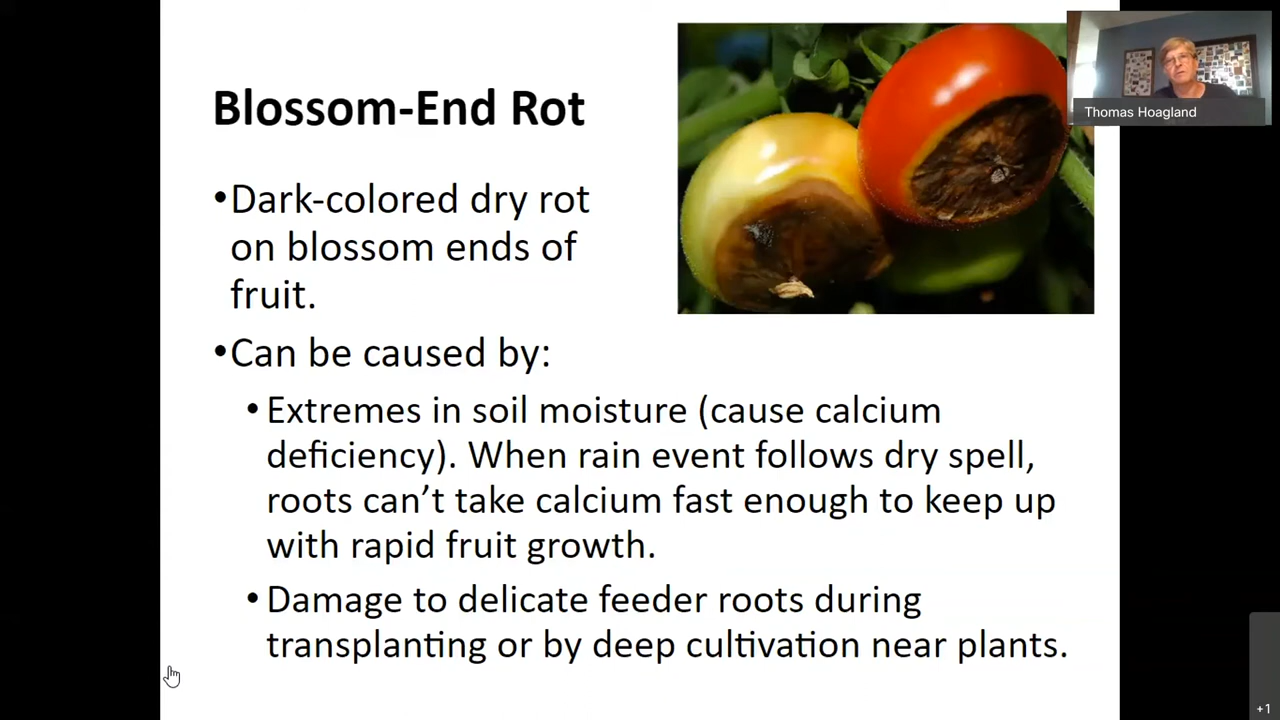 Blossom-End Rot
Thomas Hoagland
•Dark-colored dry rot
on blossom ends of
fruit.
•Can be caused by:
•Extremes in soil moisture (cause calcium
deficiency). When rain event follows dry spell,
roots can’t take calcium fast enough to keep up
with rapid fruit growth.
•Damage to delicate feeder roots during
transplanting or by deep cultivation near plants.
+1